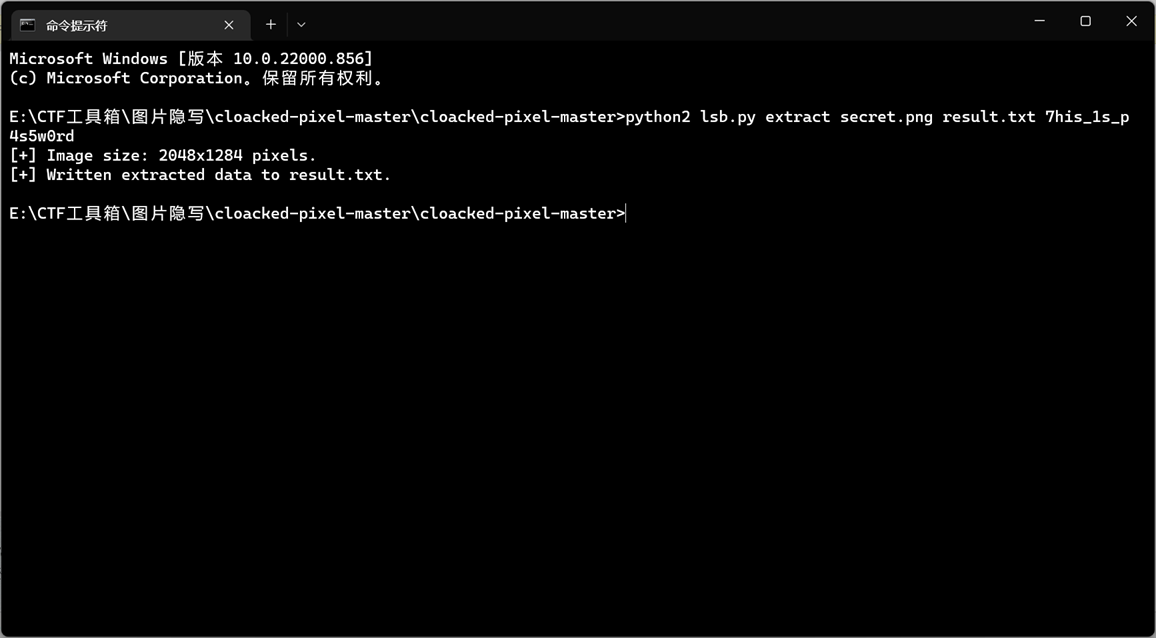 命令提示符
Microsoft Windows [版本 10.0.22000.856]
(c) Microsoft Corporation。保留所有权利。
E:\CTF工具箱\图片隐写\cloacked-pixel-master\cloacked-pixel-master>python2 lsb.py extract secret.png result.txt 7his_1s_p
4s5w0rd
[+] Image size: 2048x1284 pixels.
[+] Written extracted data to result.txt.
E:\CTF工具箱\图片隐写\cloacked-pixel-master\cloacked-pixel-master>